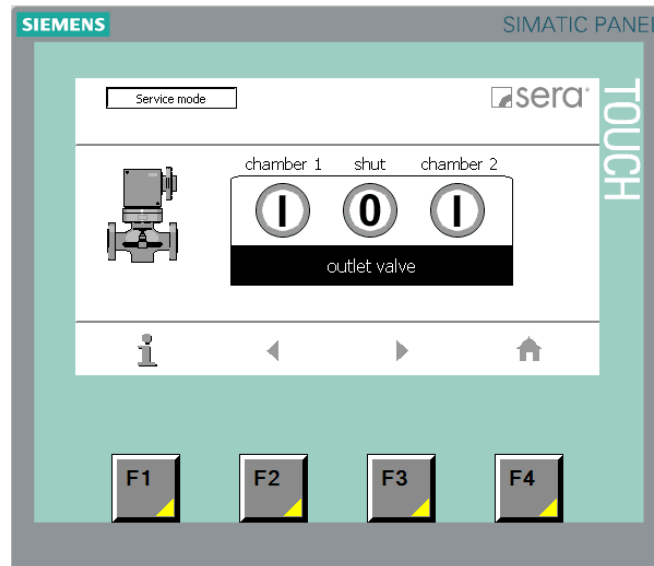 SIEMENS
SIMATIC PANEL
TOUCH
Service mode
sera
chamber 1 shut chamber 2
I 0 I
outlet valve
i
F1 F2 F3 F4